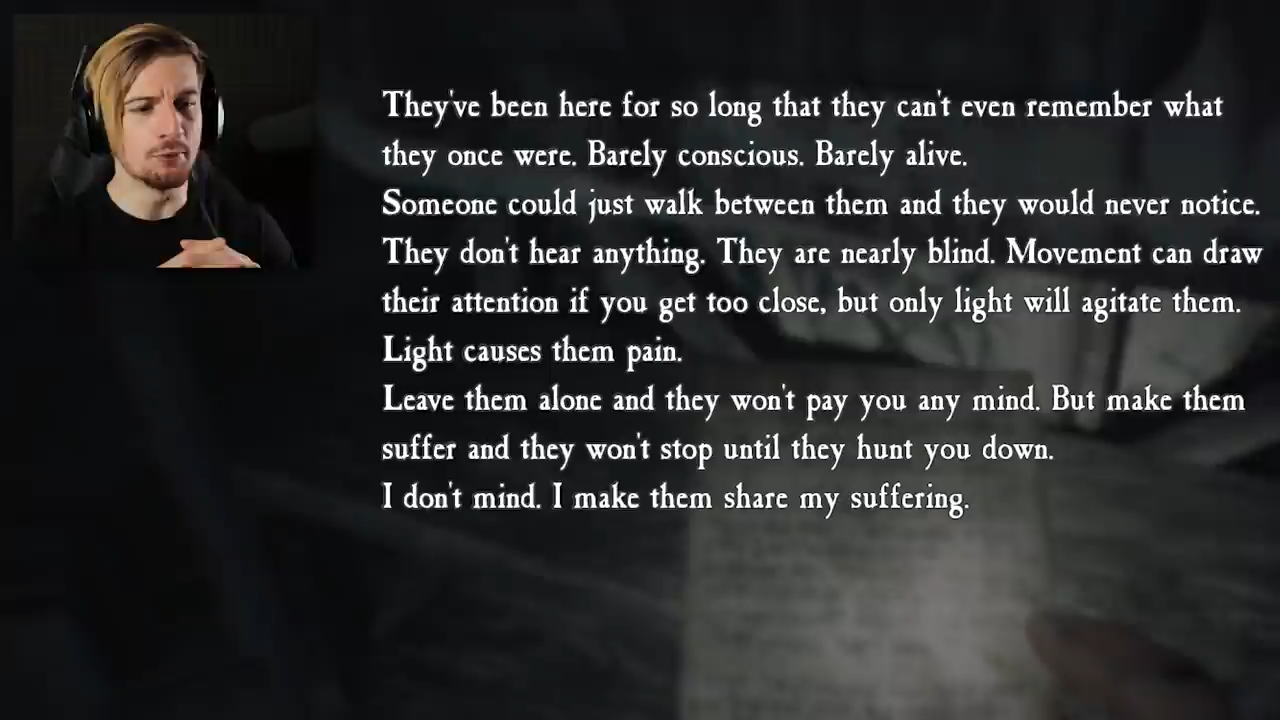 They've been here for so long that they can't even remember what
they once were. Barely conscious. Barely alive.
Someone could just walk between them and they would never notice.
They don't hear anything. They are nearly blind. Movement can draw
their attention if you get too close, but only light will agitate them.
Light causes them pain.
Leave them alone and they won't pay you any mind. But make them
suffer and they won't stop until they hunt you down.
I don't mind. I make them share my suffering.